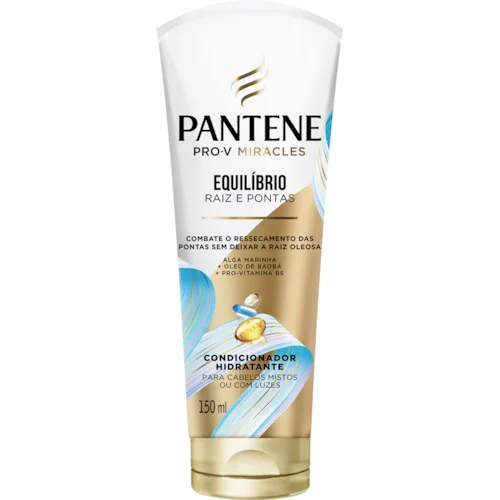 PANTENE
PRO-V MIRACLES
EQUILÍBRIO
RAIZ E PONTAS
COMBATE O RESSECAMENTO DAS
PONTAS SEM DEIXAR A RAIZ OLEOSA
ALGA MARINHA
+ ÓLEO DE BAOBÁ
+ PRO-VITAMINA B5
CONDICIONADOR
HIDRATANTE
PARA CABELOS MISTOS
OU COM LUZES
150 ml